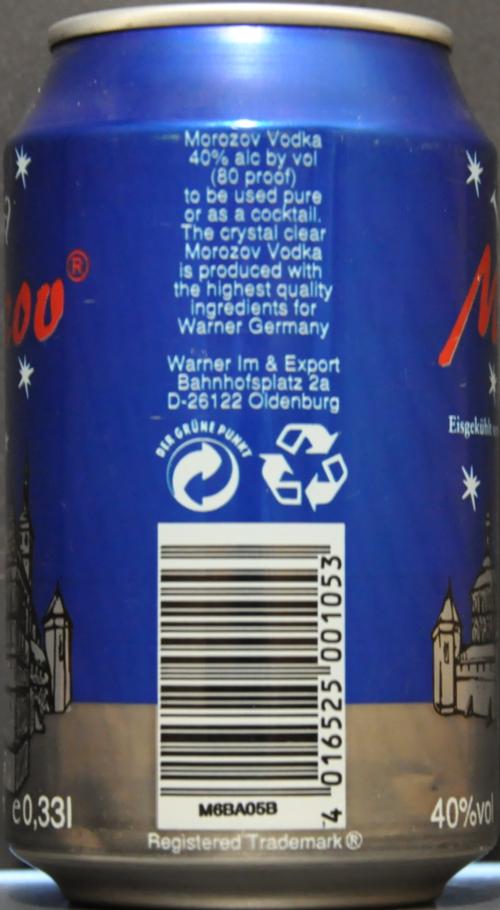 Morozov Vodka
40% alc by vol
(80 proof)
to be used pure
or as a cocktail.
The crystal clear
Morozov Vodka
is produced with
the highest quality
ingredients for
Warner Germany
Warner Im & Export
Bahnhofsplatz 2a
D-26122 Oldenburg
DER GRÜNE PUNKT
®
Eisgekühlt
4 016525 001053
M6BA05B
e0,33l
40%vol
Registered Trademark ®